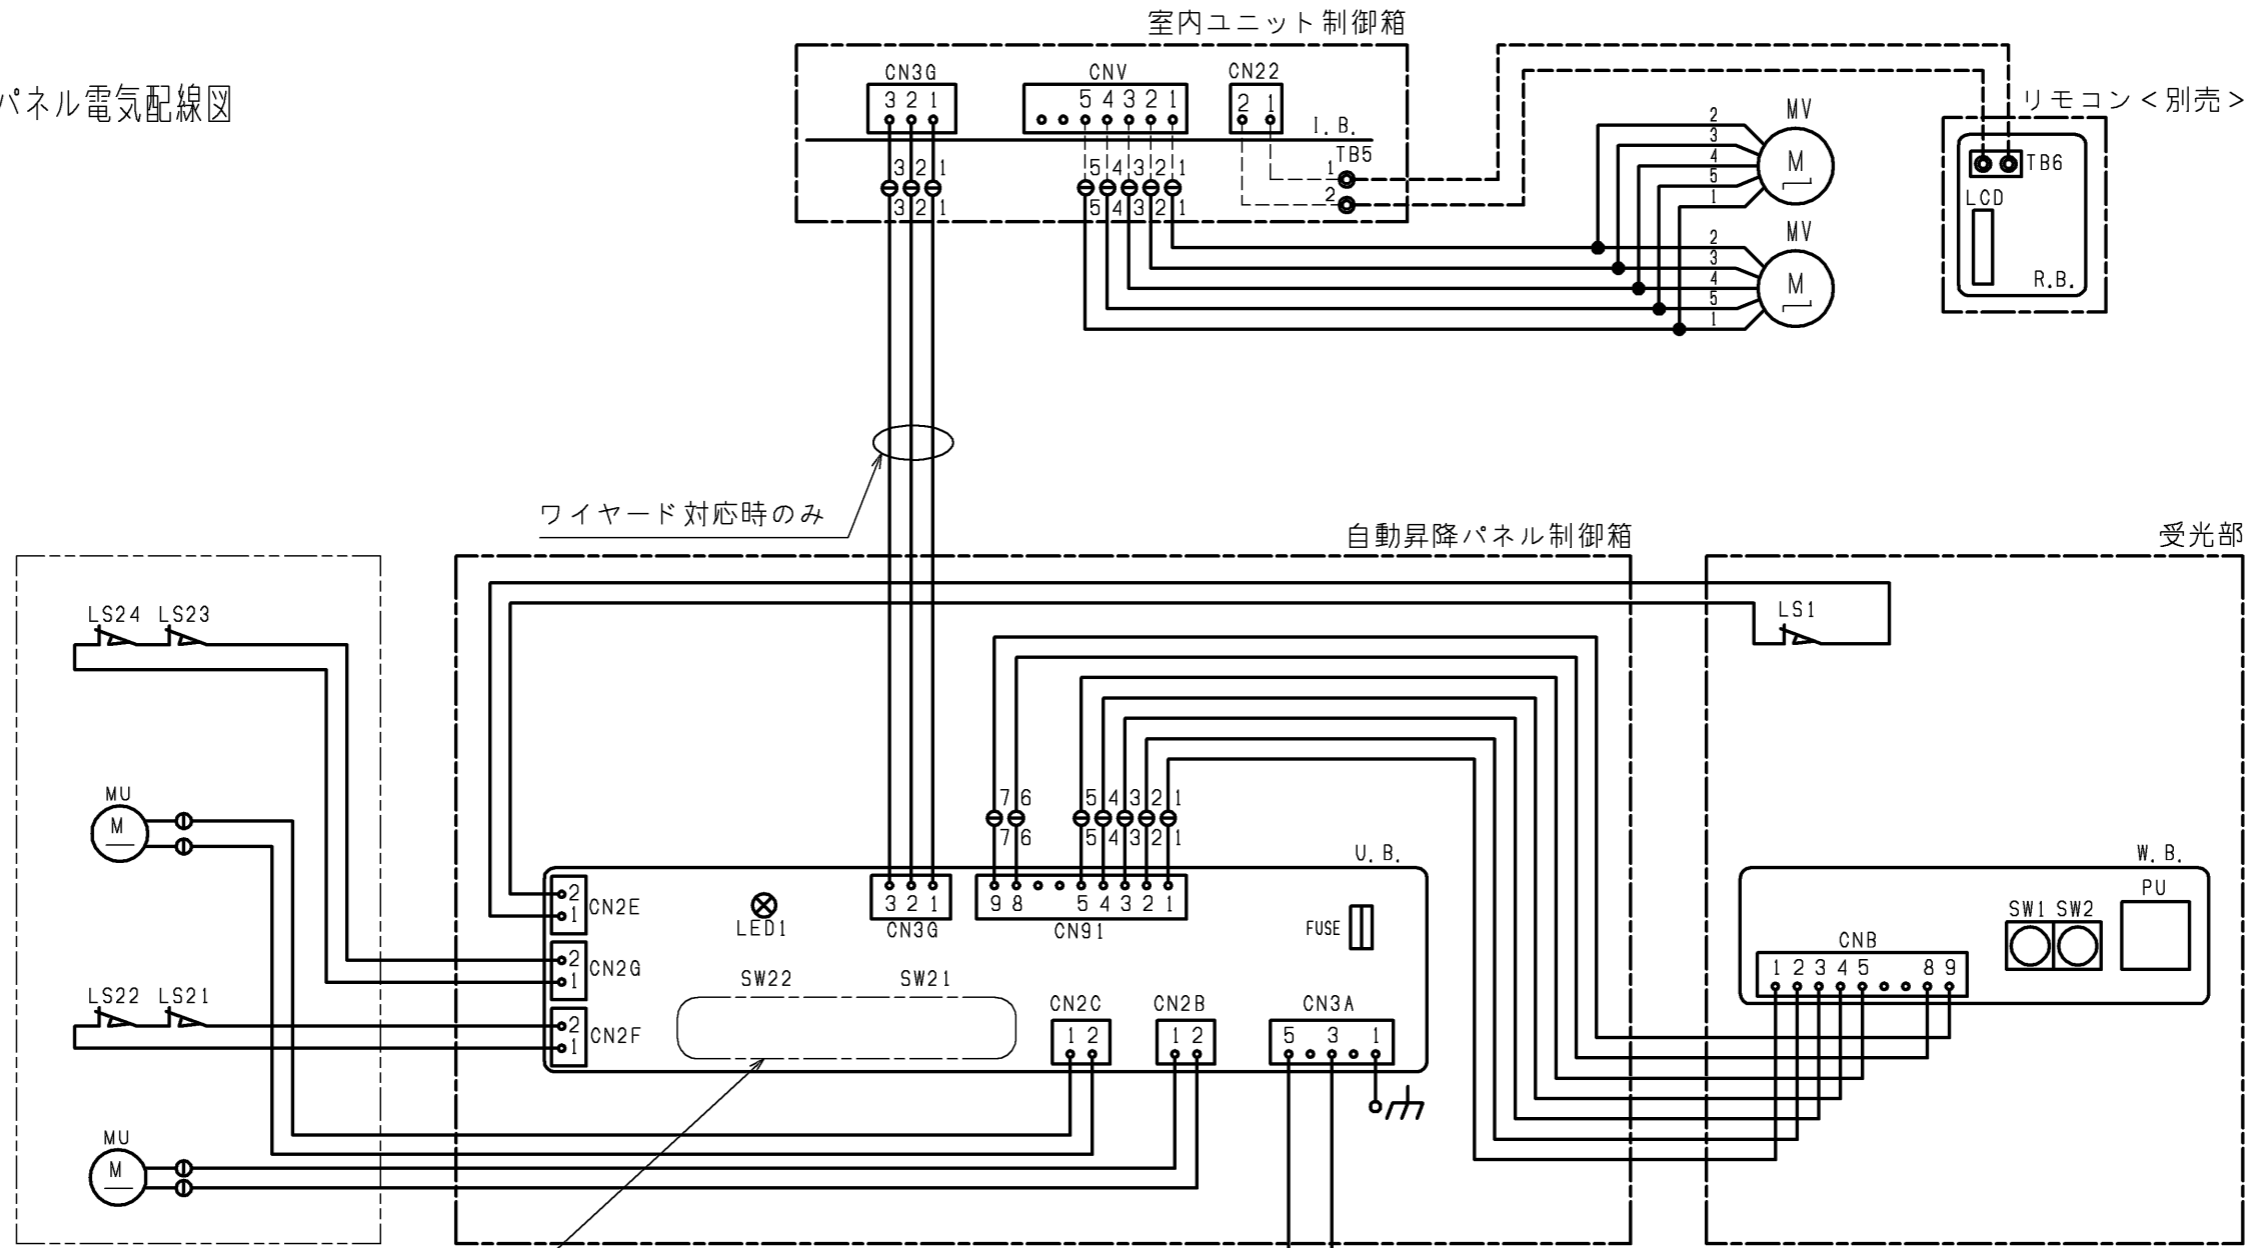 室内ユニット制御箱
パネル電気配線図
CN3G CNV CN22
3 2 1 5 4 3 2 1 2 1
I.B.
TB5
3 2 1 5 4 3 2 1 1
3 2 1 5 4 3 2 1 2
リモコン<別売>
MV
2
3
4
5
1
M
TB6
LCD
R.B.
MV
2
3
4
5
1
M
ワイヤード対応時のみ
自動昇降パネル制御箱
受光部
LS24 LS23
LS1
MU
M
7 6 5 4 3 2 1
7 6 5 4 3 2 1
U.B.
W.B.
2
1
CN2E
LED1
3 2 1
CN3G
9 8 5 4 3 2 1
CN91
FUSE
PU
SW1 SW2
CNB
1 2 3 4 5 8 9
2
1
CN2G
SW22 SW21
LS22 LS21
2
1
CN2F
CN2C CN2B CN3A
1 2 1 2 5 3 1
MU
M